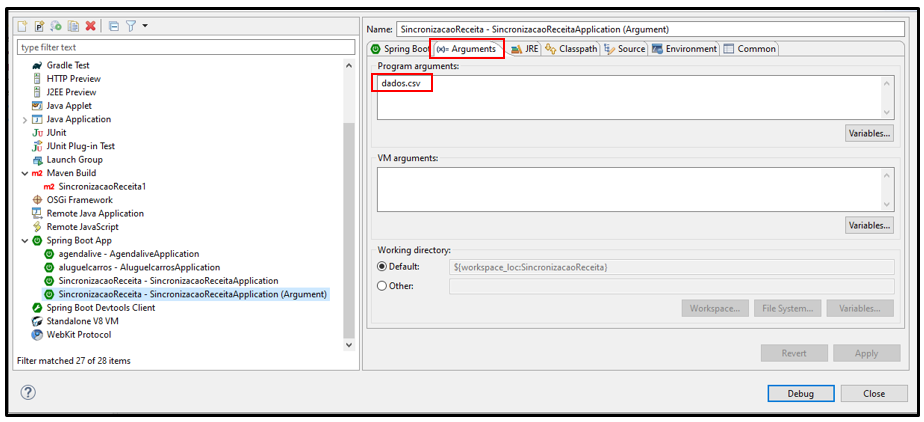 type filter text
Gradle Test
HTTP Preview
J2EE Preview
Java Applet
Java Application
Ju JUnit
JUnit Plug-in Test
Launch Group
m2 Maven Build
m2 SincronizacaoReceita1
OSGi Framework
Remote Java Application
Remote JavaScript
Spring Boot App
agendalive - AgendaliveApplication
aluguelcarros - AluguelcarrosApplication
SincronizacaoReceita - SincronizacaoReceitaApplication
SincronizacaoReceita - SincronizacaoReceitaApplication (Argument)
Spring Boot Devtools Client
Standalone V8 VM
WebKit Protocol
Filter matched 27 of 28 items
Name: SincronizacaoReceita - SincronizacaoReceitaApplication (Argument)
Spring Boot (x)= Arguments JRE Classpath Source Environment Common
Program arguments:
dados.csv
Variables...
VM arguments:
Variables...
Working directory:
Default: ${workspace_loc:SincronizacaoReceita}
Other:
Workspace... File System... Variables...
Revert Apply
? Debug Close